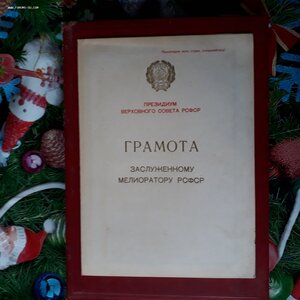 ПРЕЗИДИУМ
ВЕРХОВНОГО СОВЕТА РСФСР
ГРАМОТА
ЗАСЛУЖЕННОМУ
МЕЛИОРАТОРУ РСФСР